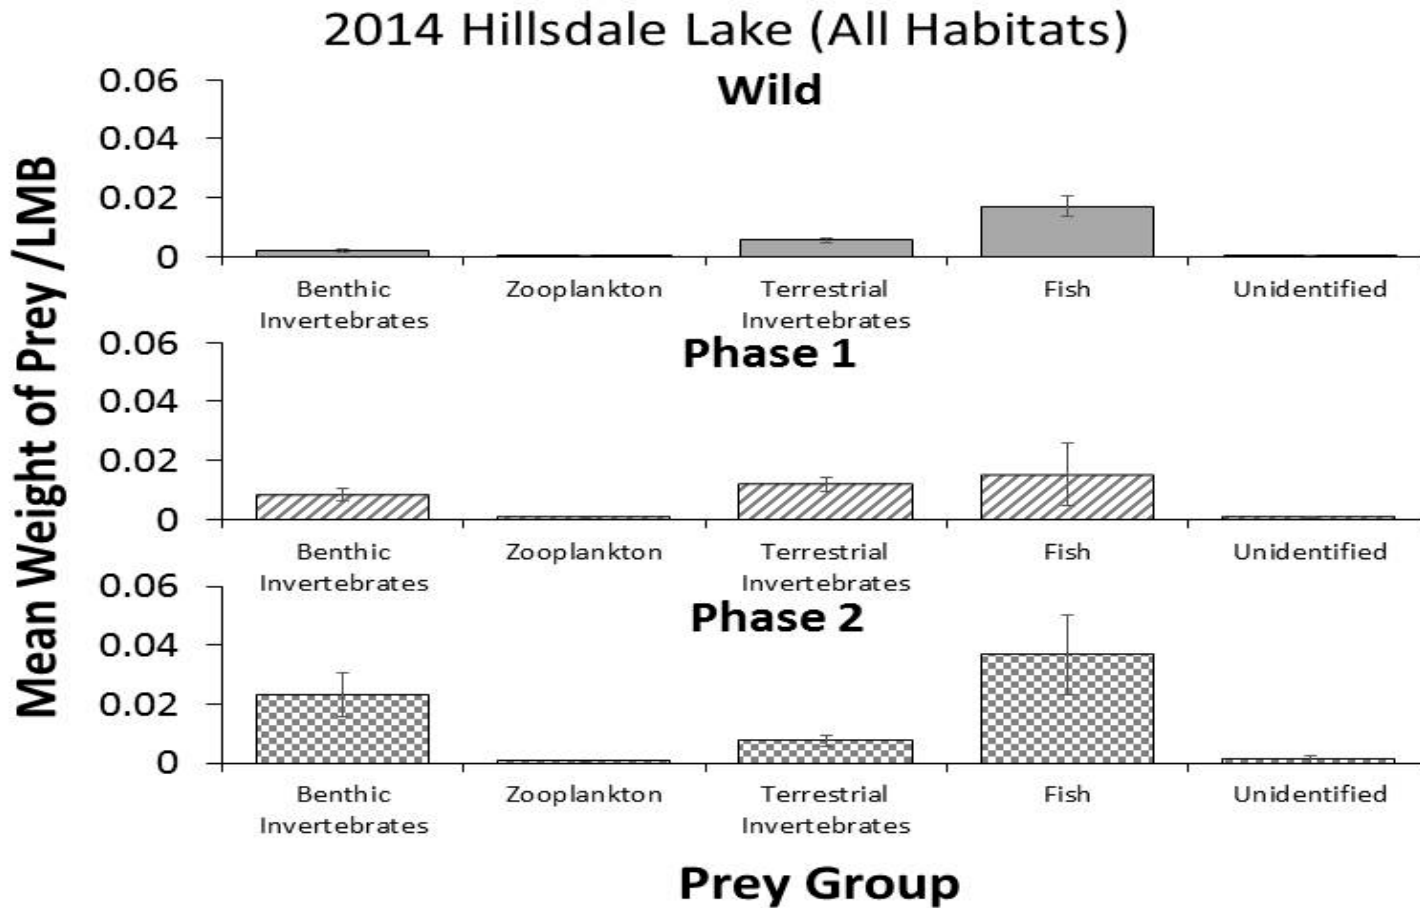 2014 Hillsdale Lake (All Habitats)
Mean Weight of Prey /LMB
Wild
0.06
0.04
0.02
0
Benthic Invertebrates
Zooplankton
Terrestrial Invertebrates
Fish
Unidentified
Phase 1
0.06
0.04
0.02
0
Benthic Invertebrates
Zooplankton
Terrestrial Invertebrates
Fish
Unidentified
Phase 2
0.06
0.04
0.02
0
Benthic Invertebrates
Zooplankton
Terrestrial Invertebrates
Fish
Unidentified
Prey Group